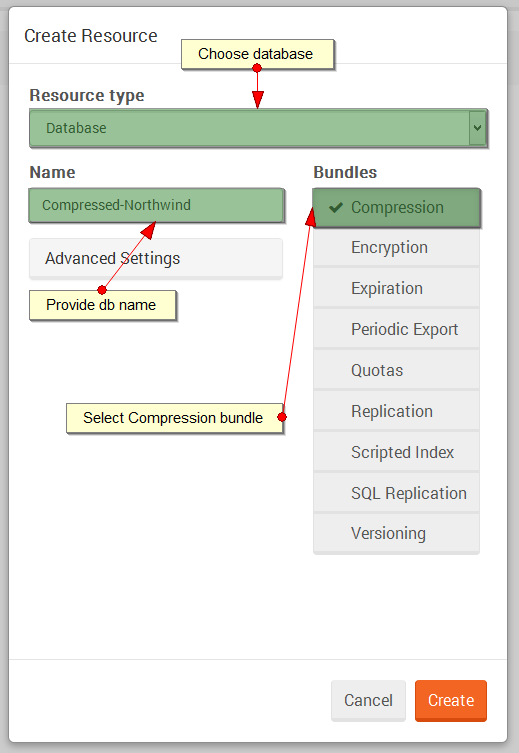 Create Resource
Choose database
Resource type
Database
Name
Bundles
Compressed-Northwind
Compression
Advanced Settings
Encryption
Provide db name
Expiration
Periodic Export
Quotas
Select Compression bundle
Replication
Scripted Index
SQL Replication
Versioning
Cancel
Create